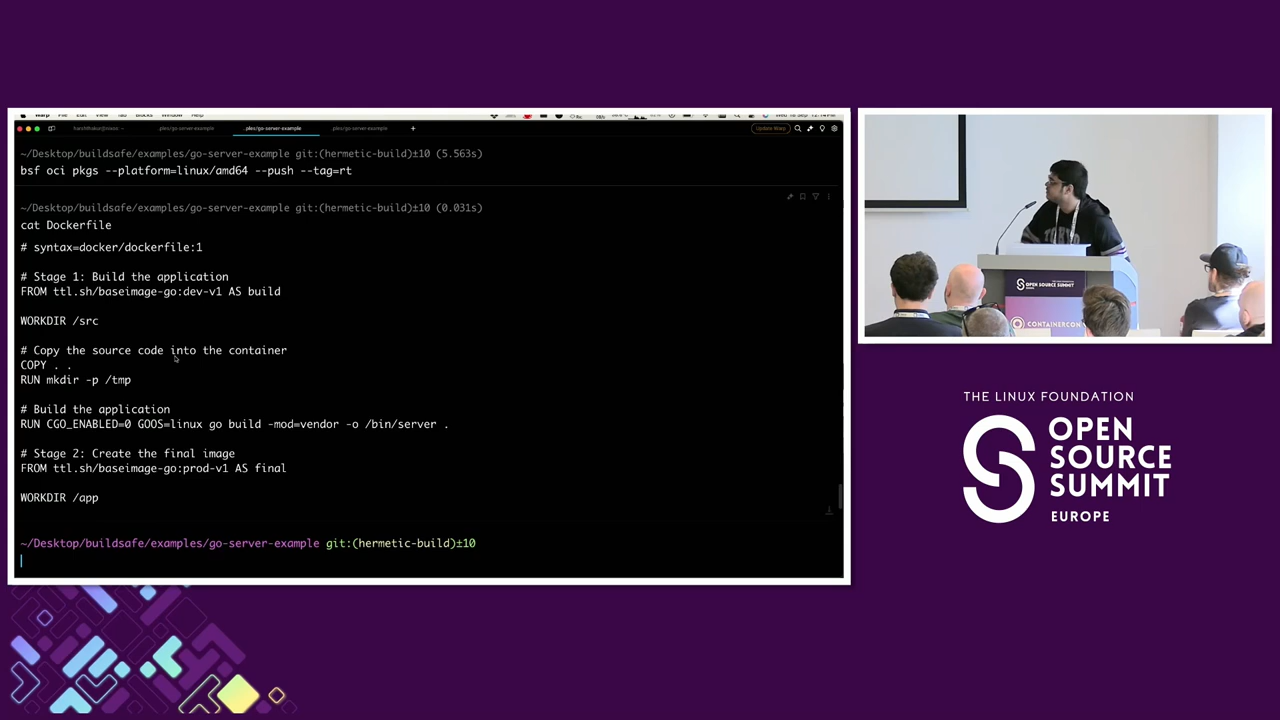 Update Warp
~/Desktop/buildsafe/examples/go-server-example git:(hermetic-build)±10 (5.563s)
bsf oci pkgs --platform=linux/amd64 --push --tag=rt
~/Desktop/buildsafe/examples/go-server-example git:(hermetic-build)±10 (0.031s)
cat Dockerfile
# syntax=docker/dockerfile:1
# Stage 1: Build the application
FROM ttl.sh/baseimage-go:dev-v1 AS build
WORKDIR /src
# Copy the source code into the container
COPY . .
RUN mkdir -p /tmp
# Build the application
RUN CGO_ENABLED=0 GOOS=linux go build -mod=vendor -o /bin/server .
# Stage 2: Create the final image
FROM ttl.sh/baseimage-go:prod-v1 AS final
WORKDIR /app
~/Desktop/buildsafe/examples/go-server-example git:(hermetic-build)±10
OPEN SOURCE SUMMIT
CONTAINERCON
THE LINUX FOUNDATION
OPEN
SOURCE
SUMMIT
EUROPE